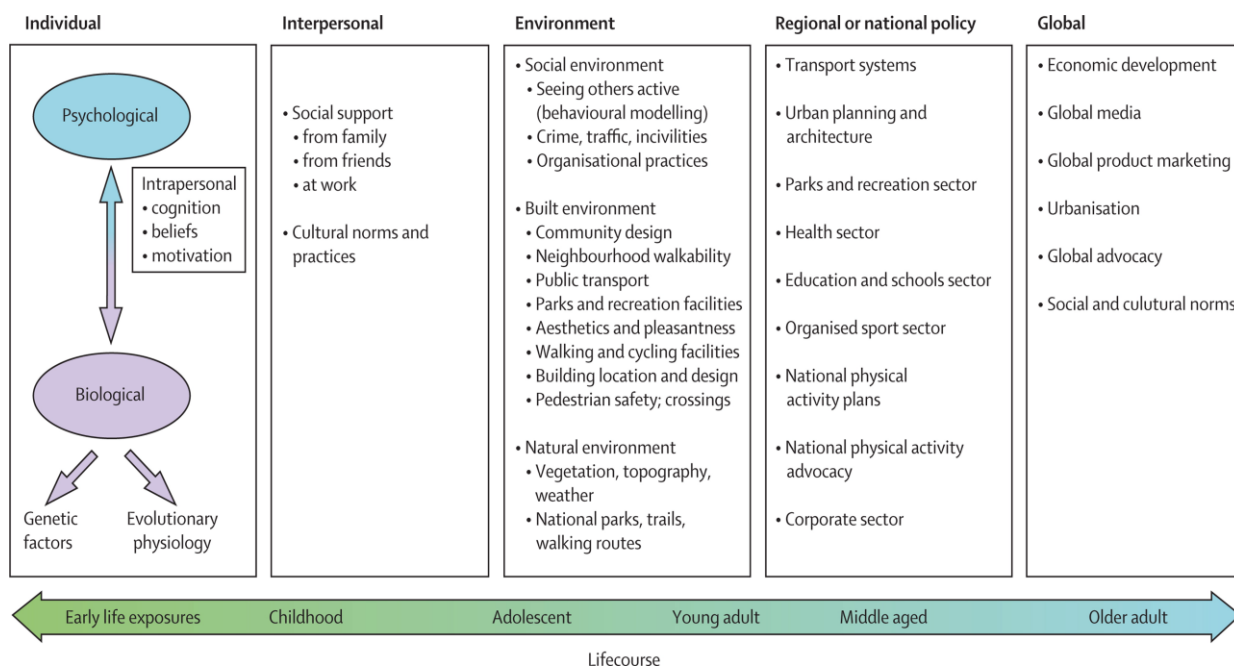 Individual
Psychological
Intrapersonal
• cognition
• beliefs
• motivation
Biological
Genetic
factors
Evolutionary
physiology
Interpersonal
• Social support
• from family
• from friends
• at work
• Cultural norms and
practices
Environment
• Social environment
• Seeing others active
(behavioural modelling)
• Crime, traffic, incivilities
• Organisational practices
• Built environment
• Community design
• Neighbourhood walkability
• Public transport
• Parks and recreation facilities
• Aesthetics and pleasantness
• Walking and cycling facilities
• Building location and design
• Pedestrian safety; crossings
• Natural environment
• Vegetation, topography,
weather
• National parks, trails,
walking routes
Regional or national policy
• Transport systems
• Urban planning and
architecture
• Parks and recreation sector
• Health sector
• Education and schools sector
• Organised sport sector
• National physical
activity plans
• National physical activity
advocacy
• Corporate sector
Global
• Economic development
• Global media
• Global product marketing
• Urbanisation
• Global advocacy
• Social and culutural norms
Early life exposures
Childhood
Adolescent
Young adult
Middle aged
Older adult
Lifecourse